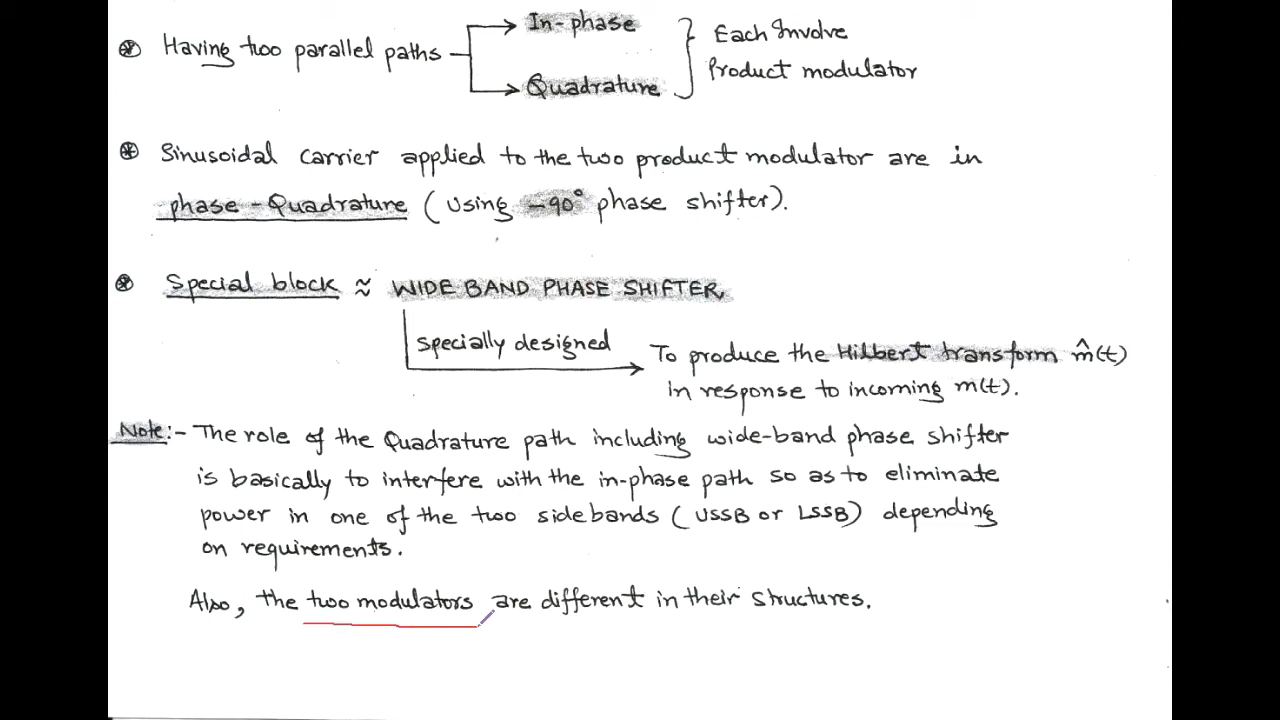 ⊛ Having two parallel paths → In-phase
→ Quadrature
} Each Involve
Product modulator
⊛ Sinusoidal carrier applied to the two product modulator are in
phase-Quadrature (using -90° phase shifter).
⊛ Special block ≈ WIDE BAND PHASE SHIFTER
specially designed → To produce the Hilbert transform m̂(t)
in response to incoming m(t).
Note:- The role of the Quadrature path including wide-band phase shifter
is basically to interfere with the in-phase path so as to eliminate
power in one of the two sidebands (USSB or LSSB) depending
on requirements.
Also, the two modulators are different in their structures.